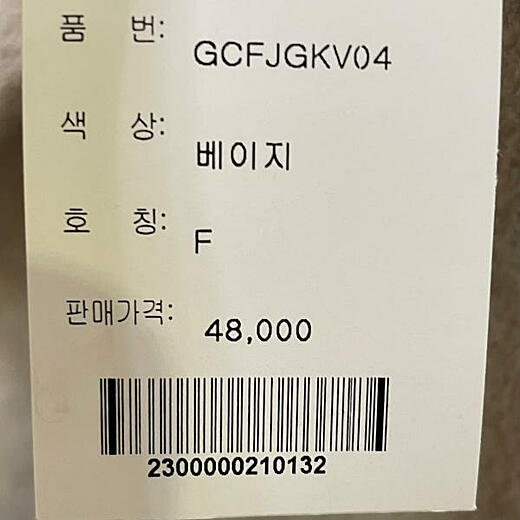 품 번: GCFJGKV04
색 상: 베이지
호 칭: F
판매가격: 48,000
2300000210132